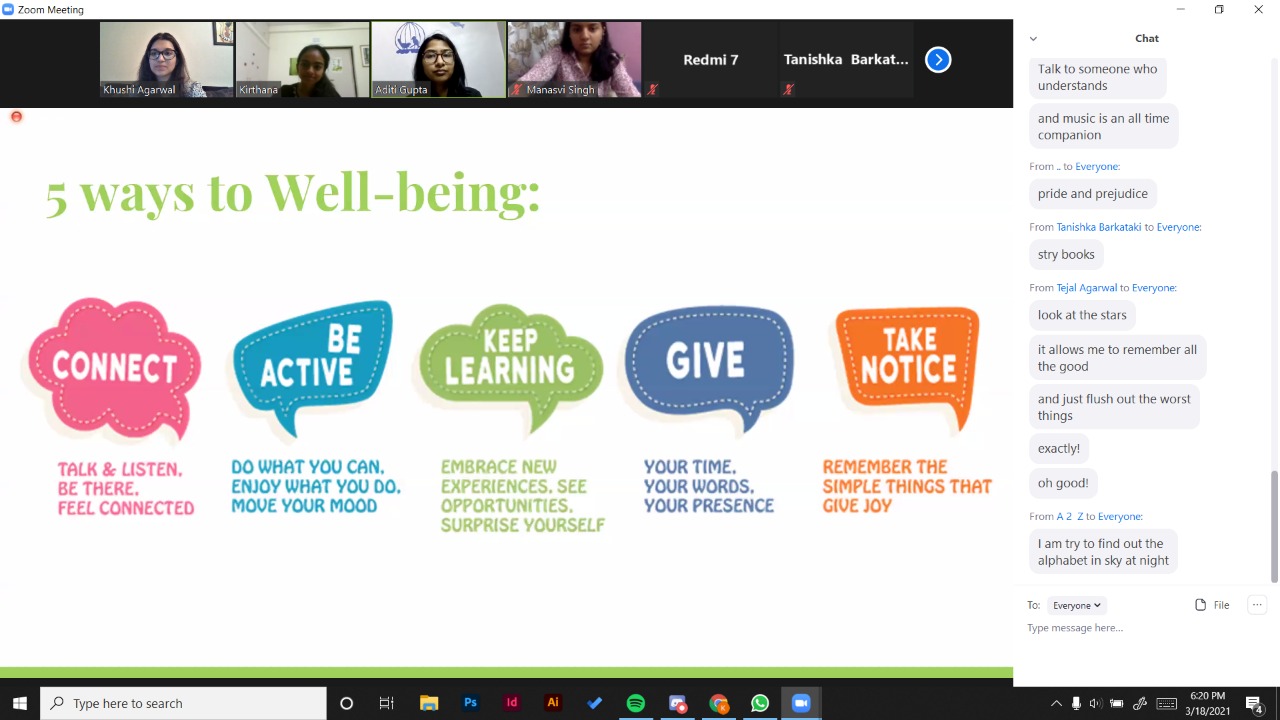 Zoom Meeting
Khushi Agarwal
Kirthana
Aditi Gupta
Manasvi Singh
Redmi 7
Tanishka Barkat...
5 ways to Well-being:
CONNECT
TALK & LISTEN,
BE THERE,
FEEL CONNECTED
BE
ACTIVE
DO WHAT YOU CAN,
ENJOY WHAT YOU DO,
MOVE YOUR MOOD
KEEP
LEARNING
EMBRACE NEW
EXPERIENCES, SEE
OPPORTUNITIES,
SURPRISE YOURSELF
GIVE
YOUR TIME,
YOUR WORDS,
YOUR PRESENCE
TAKE
NOTICE
REMEMBER THE
SIMPLE THINGS THAT
GIVE JOY
Chat
Talk to someone who
understands
and music is an all time
companion
From .. to Everyone:
pride and prejudice
From Tanishka Barkataki to Everyone:
stry books
From Tejal Agarwal to Everyone:
look at the stars
it allows me to remember all
the good
and just flush out the worst
things
exactly!
oh good!
From A 2 Z to Everyone:
I am try to find out the
alphabet in sky at night
To: Everyone
File
...
Type message here...
Type here to search
Ps
Id
Ai
K
6:20 PM
3/18/2021
4